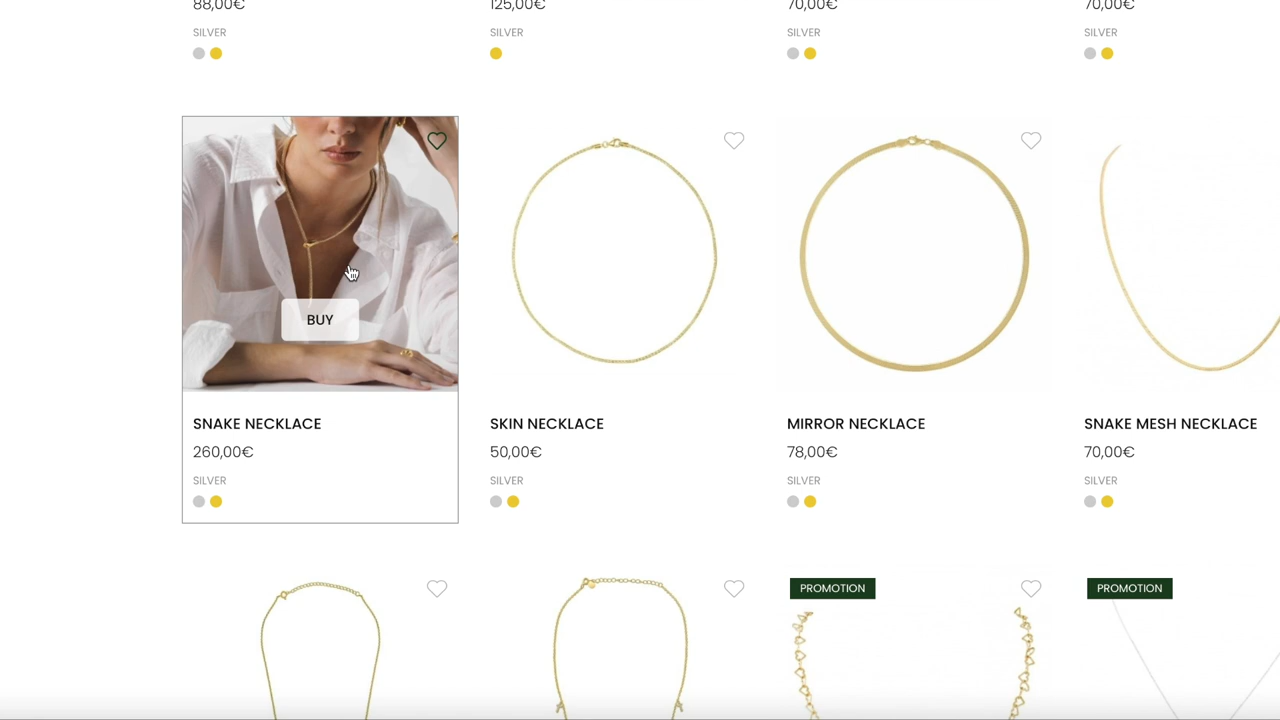 88,00€
125,00€
70,00€
70,00€
SILVER
SILVER
SILVER
SILVER
BUY
SNAKE NECKLACE
SKIN NECKLACE
MIRROR NECKLACE
SNAKE MESH NECKLACE
260,00€
50,00€
78,00€
70,00€
SILVER
SILVER
SILVER
SILVER
PROMOTION
PROMOTION